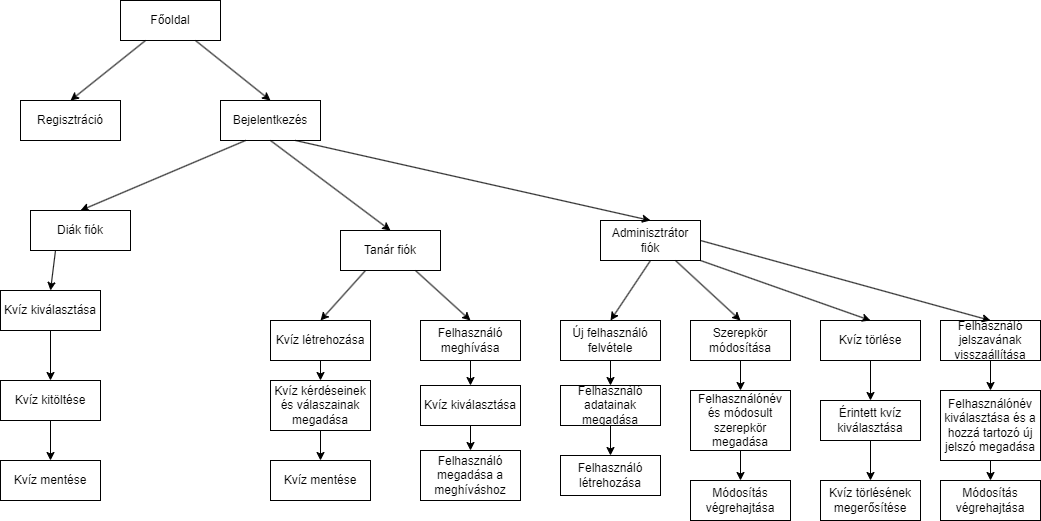 Főoldal
Regisztráció
Bejelentkezés
Diák fiók
Tanár fiók
Adminisztrátor
fiók
Kvíz kiválasztása
Kvíz kitöltése
Kvíz mentése
Kvíz létrehozása
Kvíz kérdéseinek
és válaszainak
megadása
Kvíz mentése
Felhasználó
meghívása
Kvíz kiválasztása
Felhasználó
megadása a
meghíváshoz
Új felhasználó
felvétele
Felhasználó
adatainak
megadása
Felhasználó
létrehozása
Szerepkör
módosítása
Felhasználónév
és módosult
szerepkör
megadása
Módosítás
végrehajtása
Kvíz törlése
Érintett kvíz
kiválasztása
Kvíz törlésének
megerősítése
Felhasználó
jelszavának
visszaállítása
Felhasználónév
kiválasztása és a
hozzá tartozó új
jelszó megadása
Módosítás
végrehajtása